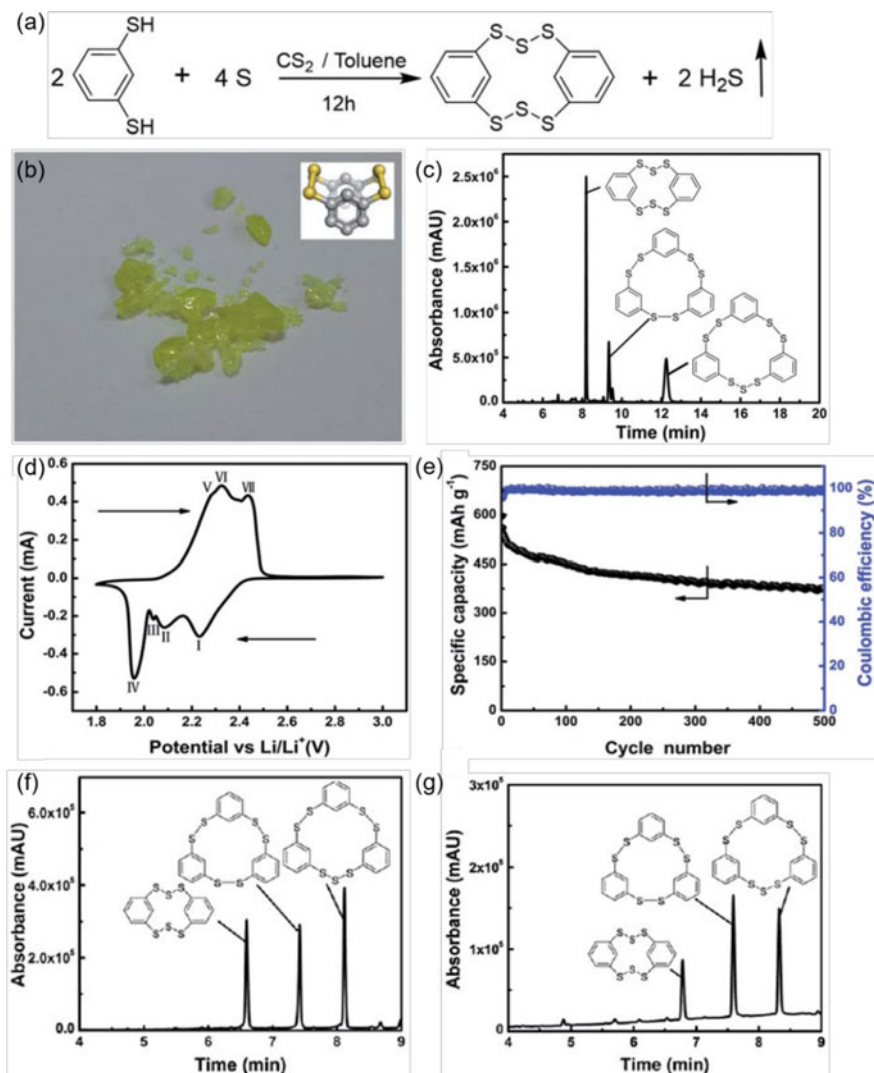 (a)
2
SH
SH
+ 4 S
CS₂ / Toluene
12h
S S S
S S S
+ 2 H₂S
(b)
(c)
Absorbance (mAU)
2.5x10⁶
2.0x10⁶
1.5x10⁶
1.0x10⁶
5.0x10⁵
0.0
4 6 8 10 12 14 16 18 20
Time (min)
S S S
S S S
S S
S S
S S
S S
S S
S S S
(d)
Current (mA)
0.6
0.4
0.2
0.0
-0.2
-0.4
-0.6
V VI VII
IV III II I
1.8 2.0 2.2 2.4 2.6 2.8 3.0
Potential vs Li/Li⁺(V)
(e)
Specific capacity (mAh g⁻¹)
750
600
450
300
150
0
0 100 200 300 400 500
Cycle number
100
80
60
40
20
0
Coulombic efficiency (%)
(f)
Absorbance (mAU)
6.0x10⁵
4.0x10⁵
2.0x10⁵
0.0
4 5 6 7 8 9
Time (min)
S S S
S S S
S S
S S
S S
S S
S S
S S S
(g)
Absorbance (mAU)
3x10⁵
2x10⁵
1x10⁵
0
4 5 6 7 8 9
Time (min)
S S S
S S S
S S
S S
S S
S S
S S
S S S